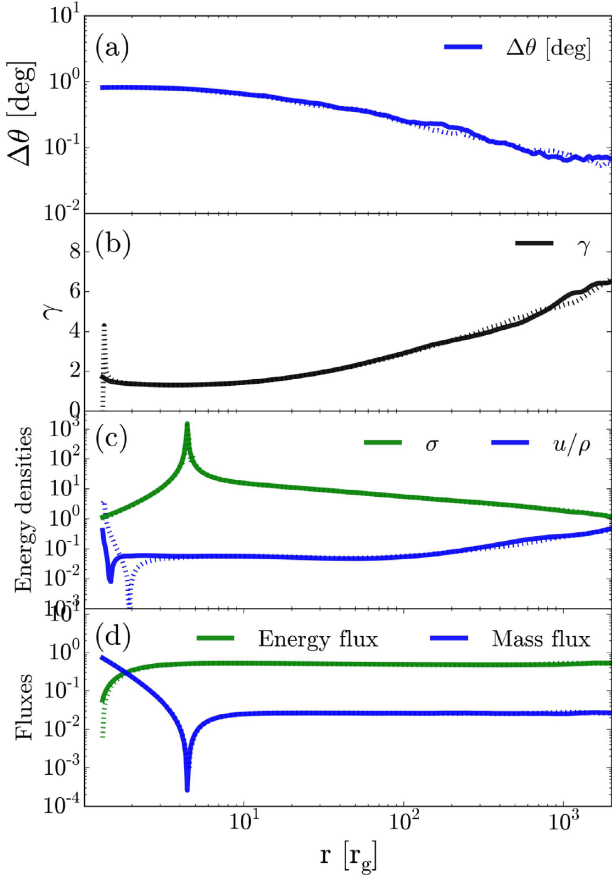 10^1
(a)
Δθ [deg]
10^0
Δθ [deg]
10^-1
10^-2
(b)
γ
8
6
γ
4
2
0
10^3
(c)
σ
u/ρ
10^2
10^1
Energy densities
10^0
10^-1
10^-2
10^-3
10^1
(d)
Energy flux
Mass flux
10^0
10^-1
Fluxes
10^-2
10^-3
10^-4
10^1
10^2
10^3
r [r_g]